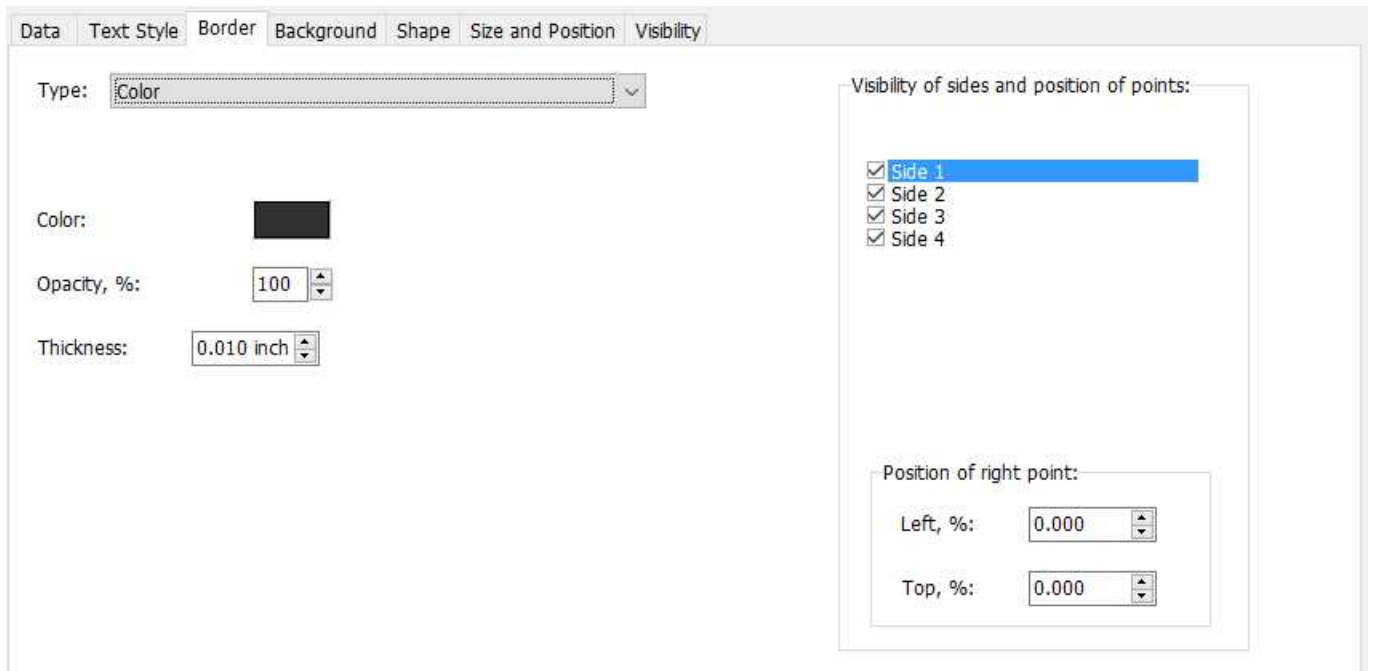 Data Text Style Border Background Shape Size and Position Visibility
Type: Color
Color:
Opacity, %: 100
Thickness: 0.010 inch
Visibility of sides and position of points:
Side 1
Side 2
Side 3
Side 4
Position of right point:
Left, %: 0.000
Top, %: 0.000